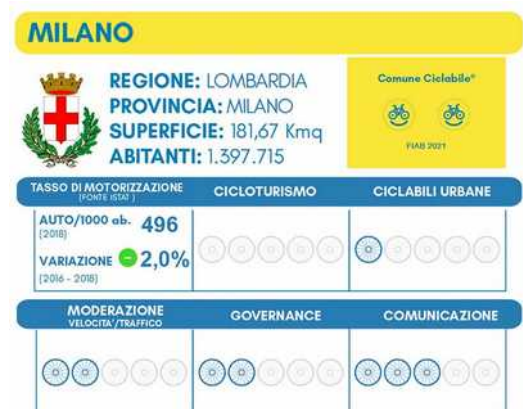 MILANO
REGIONE: LOMBARDIA
PROVINCIA: MILANO
SUPERFICIE: 181,67 Kmq
ABITANTI: 1.397.715
Comune Ciclabile®
FIAB 2021
TASSO DI MOTORIZZAZIONE
(FONTE ISTAT )
CICLOTURISMO
CICLABILI URBANE
AUTO/1000 ab. 496
(2018)
VARIAZIONE - 2,0%
(2016 - 2018)
MODERAZIONE
VELOCITA'/TRAFFICO
GOVERNANCE
COMUNICAZIONE